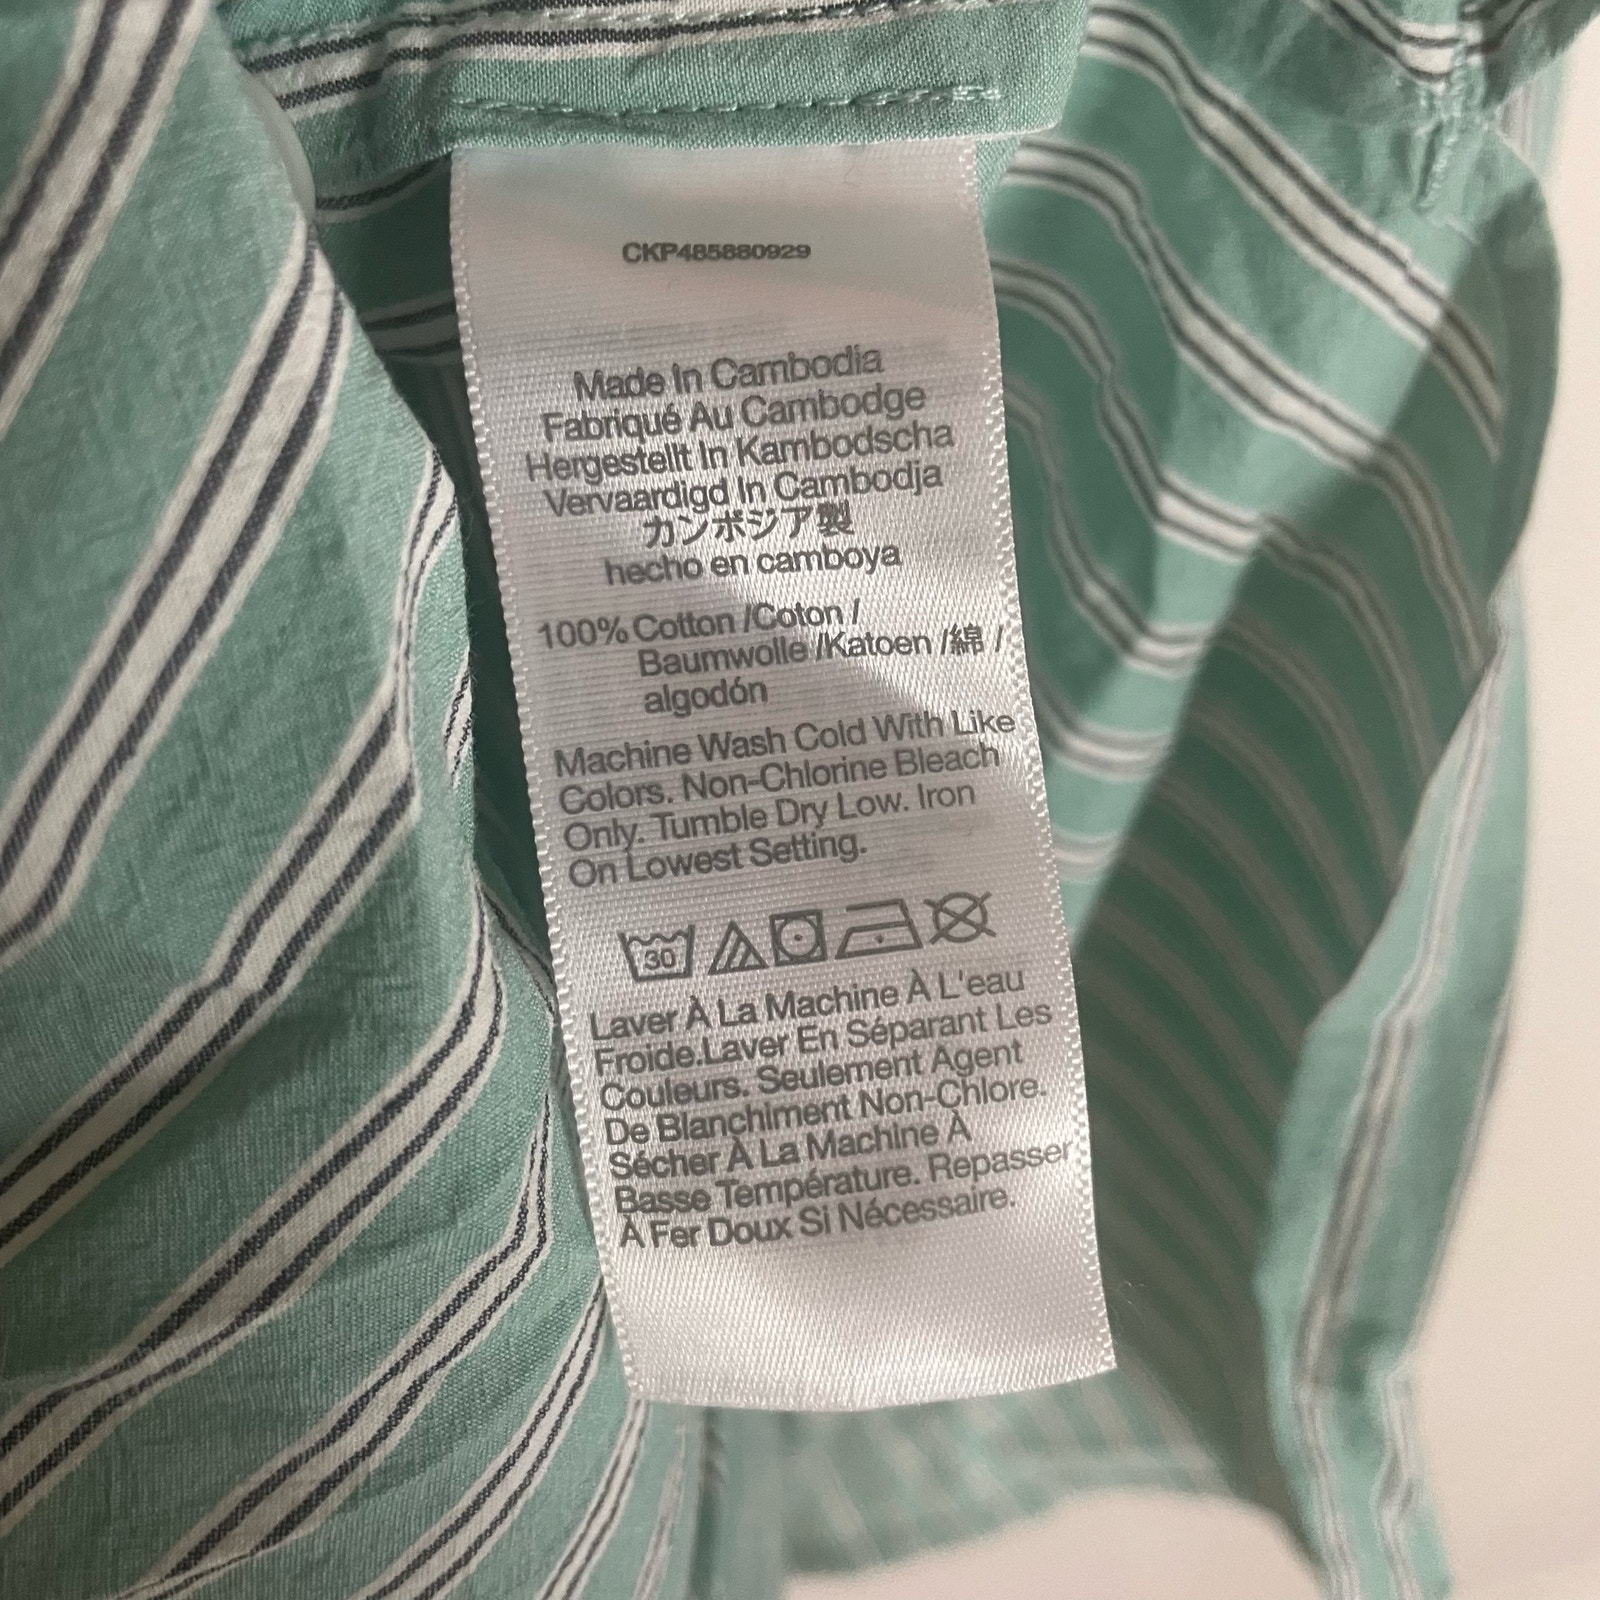 CKP485880929
Made In Cambodia
Fabriqué Au Cambodge
Hergestellt In Kambodscha
Vervaardigd In Cambodja
カンボジア製
hecho en camboya
100% Cotton /Coton /
Baumwolle /Katoen /綿 /
algodón
Machine Wash Cold With Like
Colors. Non-Chlorine Bleach
Only. Tumble Dry Low. Iron
On Lowest Setting.
30
Laver À La Machine À L'eau
Froide.Laver En Séparant Les
Couleurs. Seulement Agent
De Blanchiment Non-Chlore.
Sécher À La Machine À
Basse Température. Repasser
À Fer Doux Si Nécessaire.